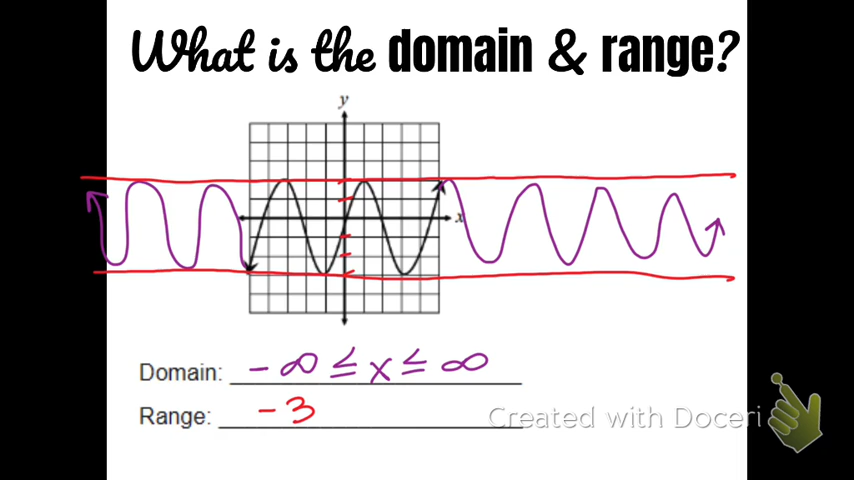 What is the domain & range?
y
x
Domain: -∞ ≤ x ≤ ∞
Range: -3
Created with Doceri